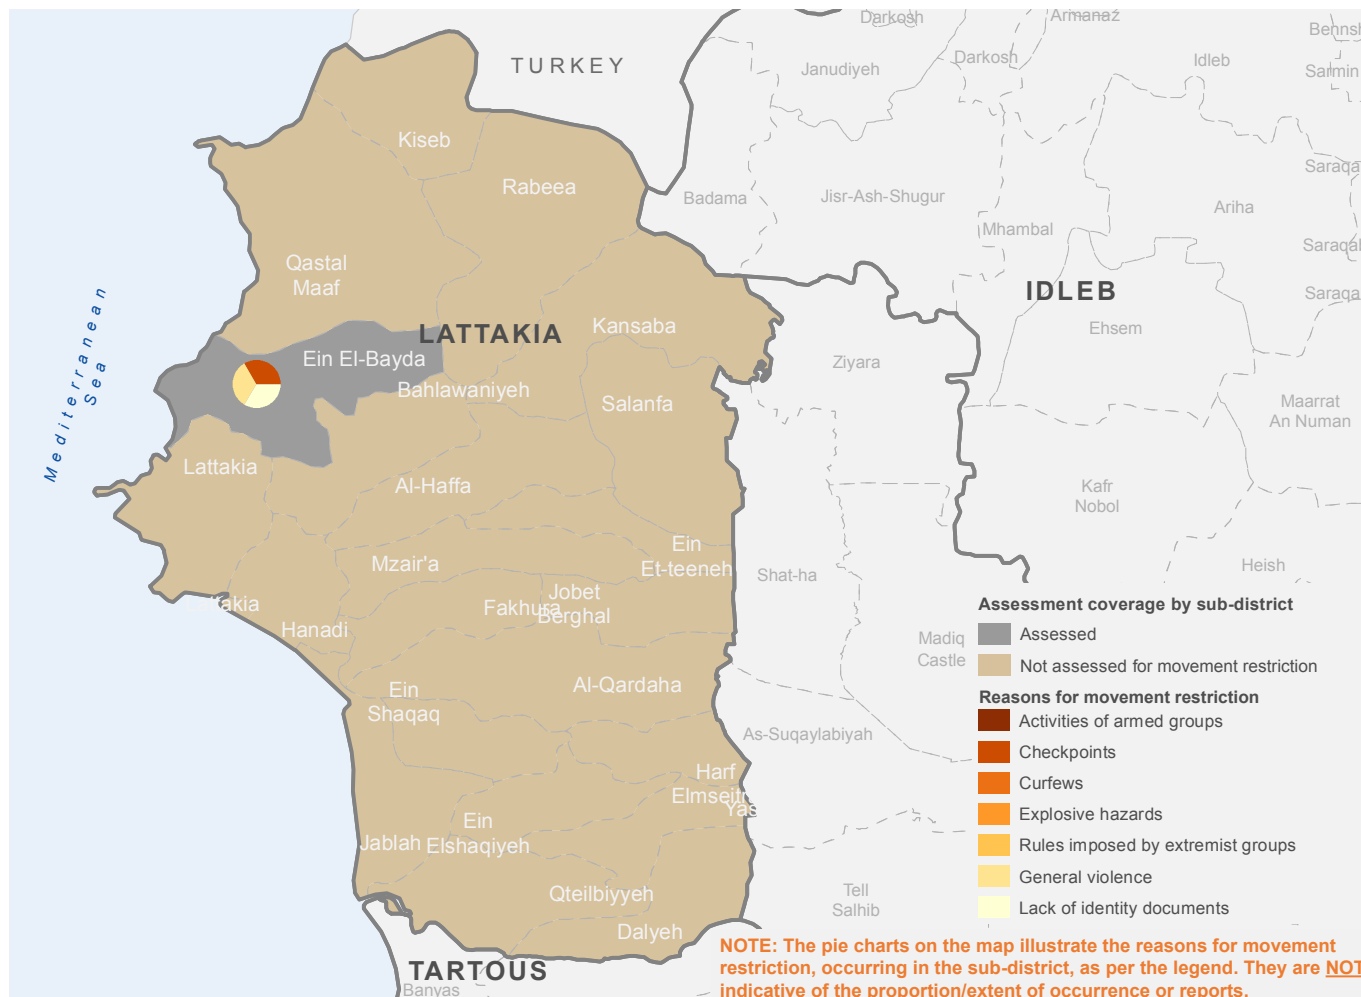 Darkosh
Armanaz
TURKEY
Janudiyeh
Darkosh
Idleb
Sarmin
Kiseb
Rabeea
Badama
Jisr-Ash-Shugur
Mhambal
Ariha
Qastal
Maaf
IDLEB
LATTAKIA
Kansaba
Ehsem
Mediterranean
Sea
Ein El-Bayda
Ziyara
Bahlawaniyeh
Salanfa
Maarrat
An Numan
Lattakia
Al-Haffa
Kafr
Nobol
Ein
Et-teeneh
Mzair'a
Shat-ha
Heish
Jobet
Berghal
Fakhura
Lattakia
Hanadi
Madiq
Castle
Ein
Shaqaq
Al-Qardaha
As-Suqaylabiyah
Harf
Elmseitra
Ein
Elshaqiyeh
Jablah
Qteilbiyyeh
Tell
Salhib
Dalyeh
TARTOUS
Banyas
Assessment coverage by sub-district
Assessed
Not assessed for movement restriction
Reasons for movement restriction
Activities of armed groups
Checkpoints
Curfews
Explosive hazards
Rules imposed by extremist groups
General violence
Lack of identity documents
NOTE: The pie charts on the map illustrate the reasons for movement
restriction, occurring in the sub-district, as per the legend. They are NOT
indicative of the proportion/extent of occurrence or reports.